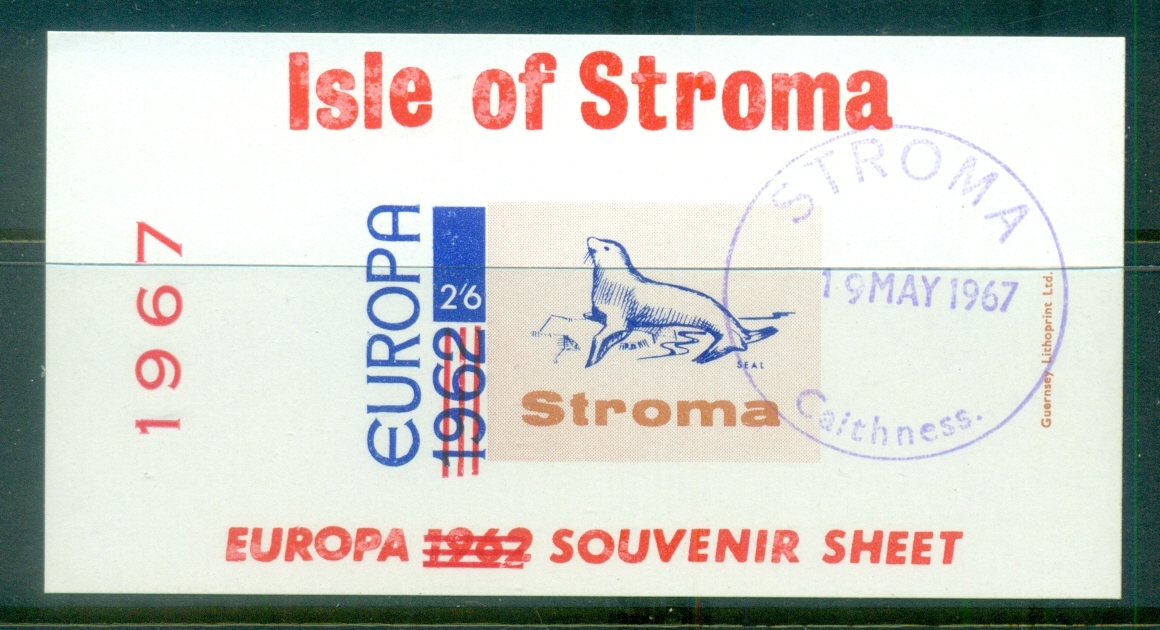 Isle of Stroma
STROMA
19 MAY 1967
Caithness.
1967
EUROPA
1962
2'6
SEAL
Stroma
Guernsey Lithoprint Ltd.
EUROPA 1962 SOUVENIR SHEET